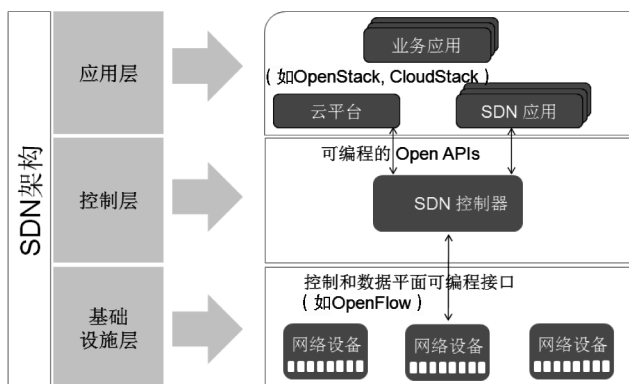 SDN架构
应用层
业务应用
（如OpenStack, CloudStack）
云平台
SDN 应用
控制层
可编程的 Open APIs
SDN 控制器
基础
设施层
控制和数据平面可编程接口
（如OpenFlow）
网络设备
网络设备
网络设备